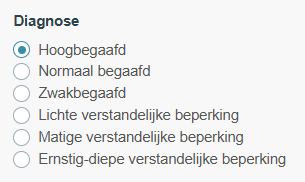 Diagnose
Hoogbegaafd
Normaal begaafd
Zwakbegaafd
Lichte verstandelijke beperking
Matige verstandelijke beperking
Ernstig-diepe verstandelijke beperking